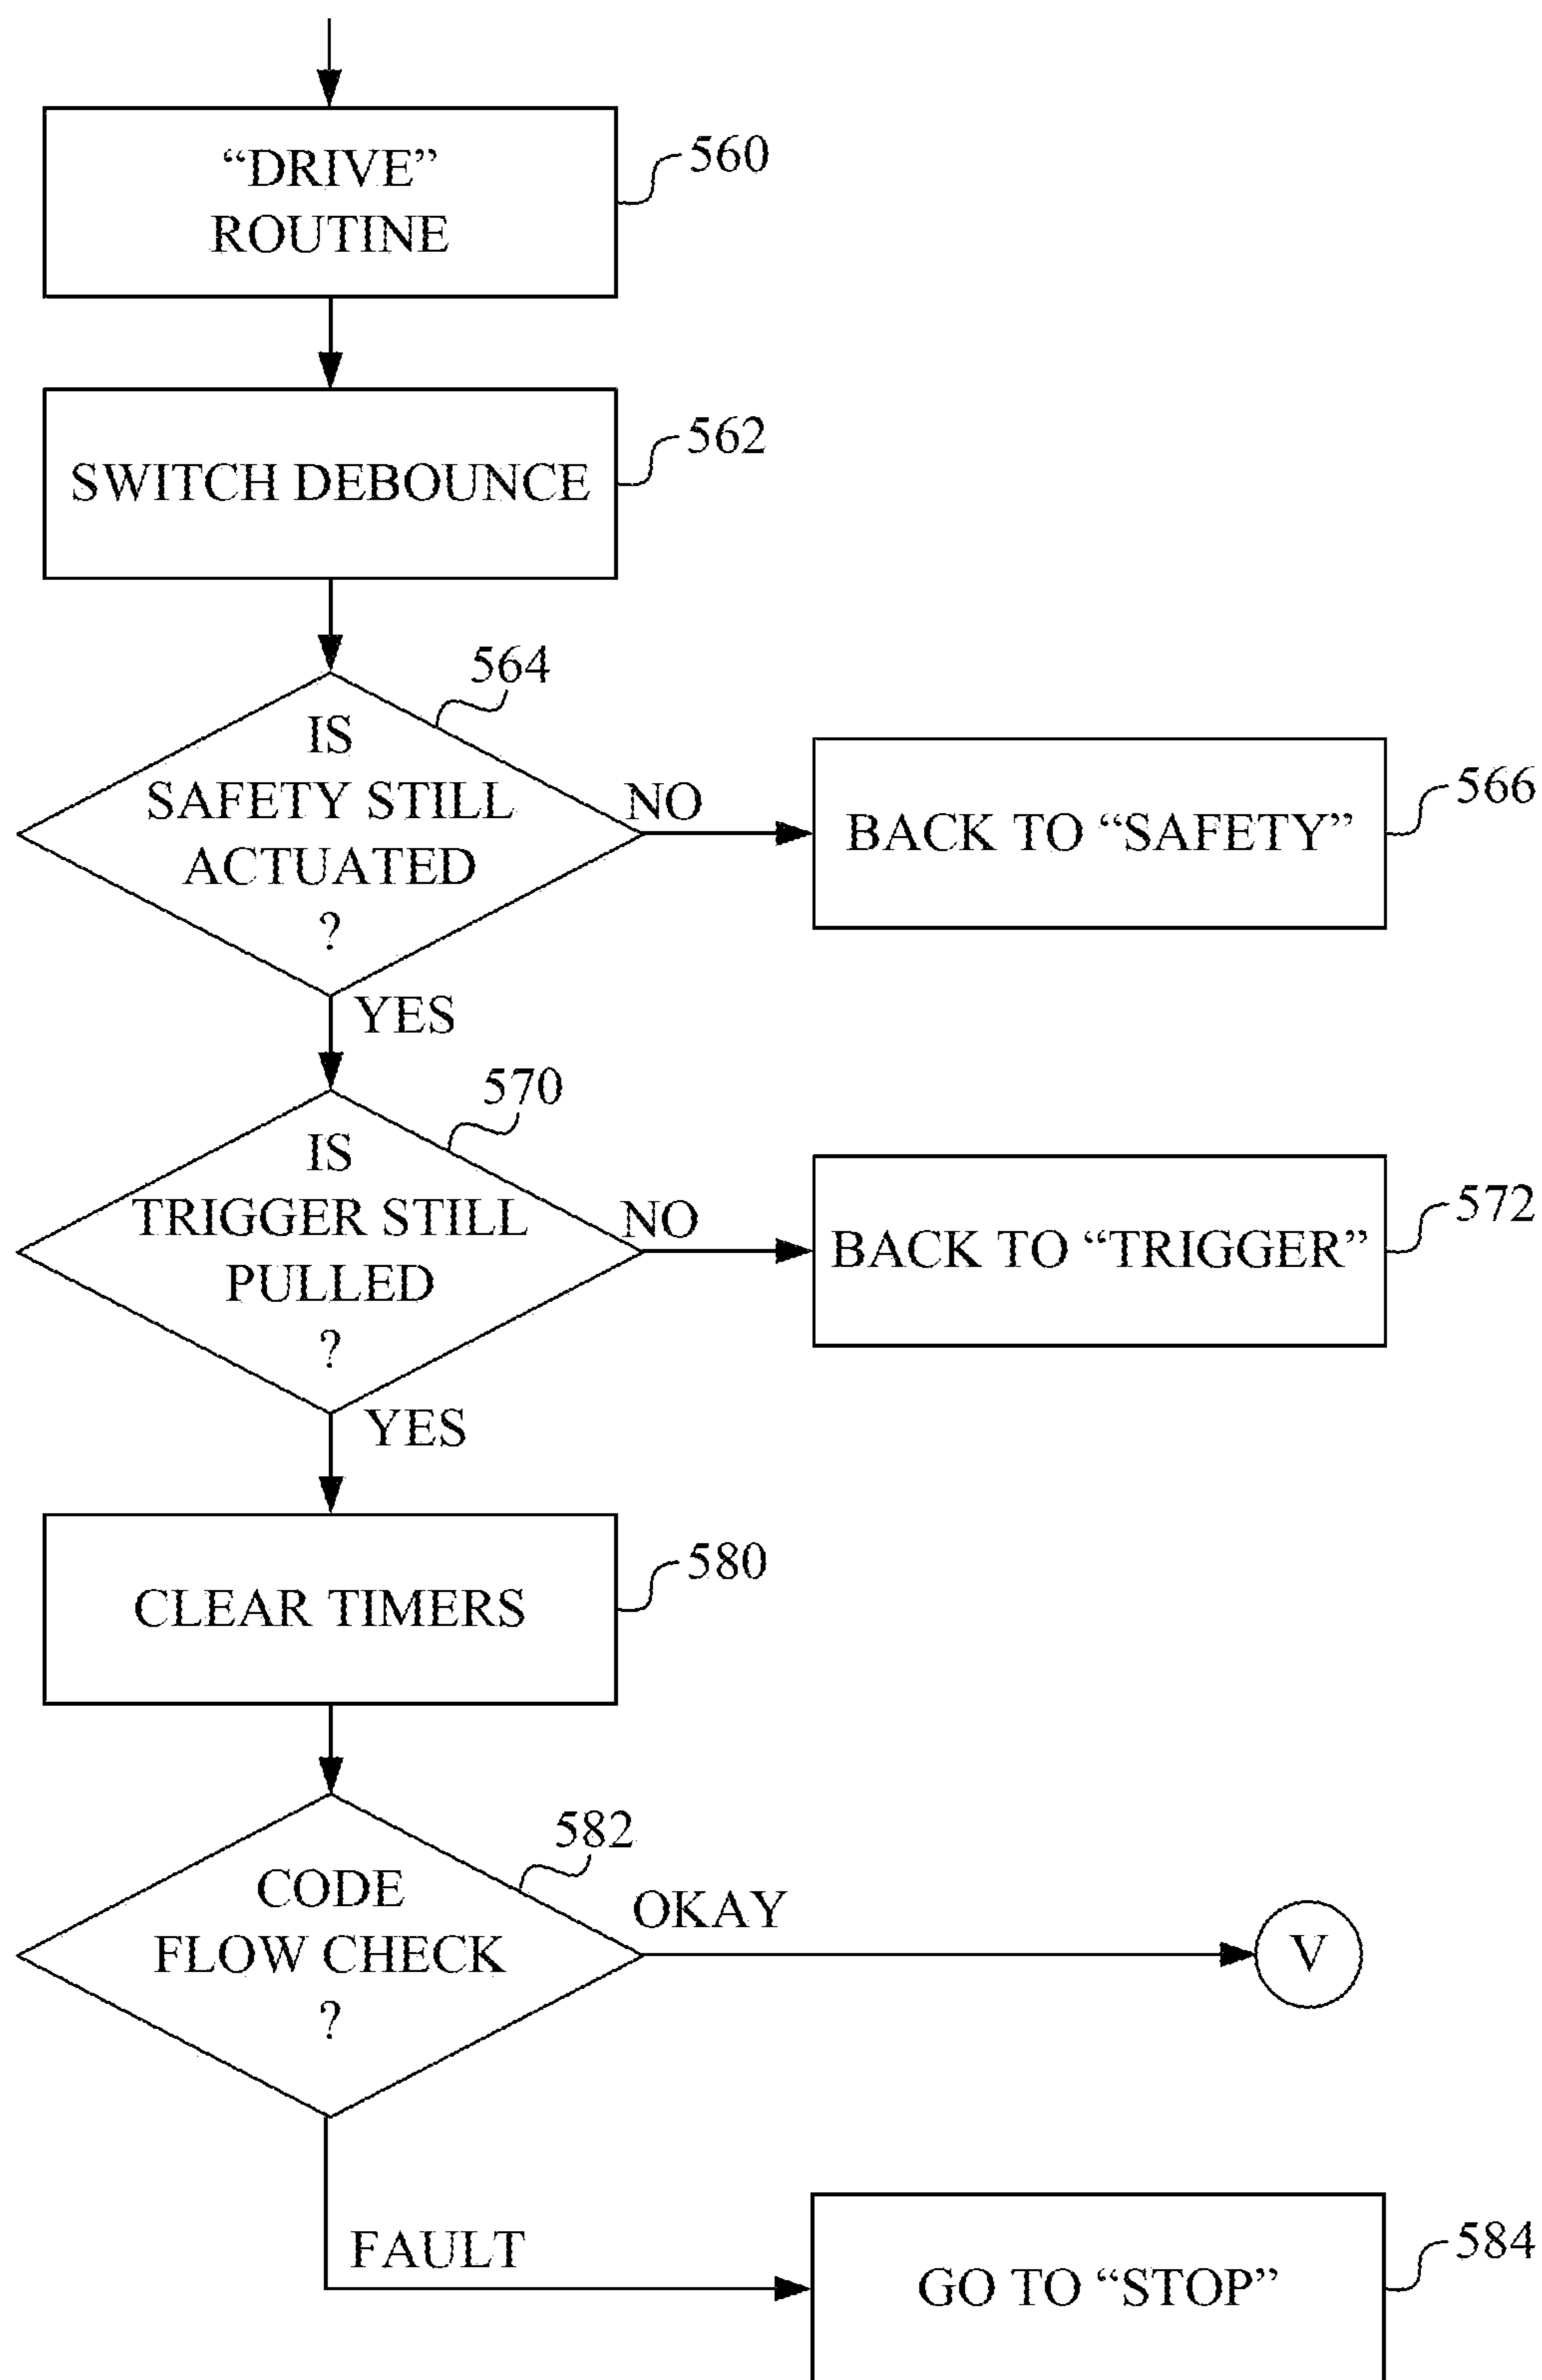 “DRIVE”
ROUTINE
560
SWITCH DEBOUNCE
562
564
IS
SAFETY STILL
ACTUATED
?
NO
BACK TO “SAFETY”
566
YES
570
IS
TRIGGER STILL
PULLED
?
NO
BACK TO “TRIGGER”
572
YES
CLEAR TIMERS
580
582
CODE
FLOW CHECK
?
OKAY
V
FAULT
GO TO “STOP”
584